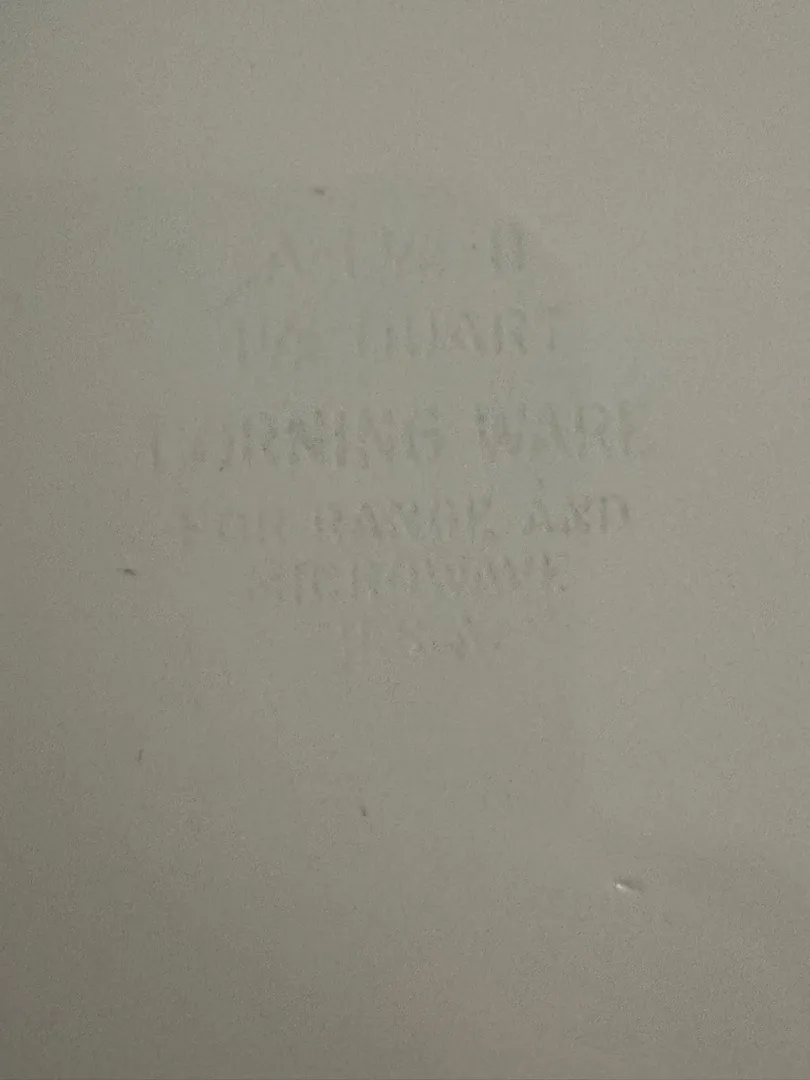 A-1½-B
1½ QUART
CORNING WARE
FOR RANGE AND
MICROWAVE
U.S.A.